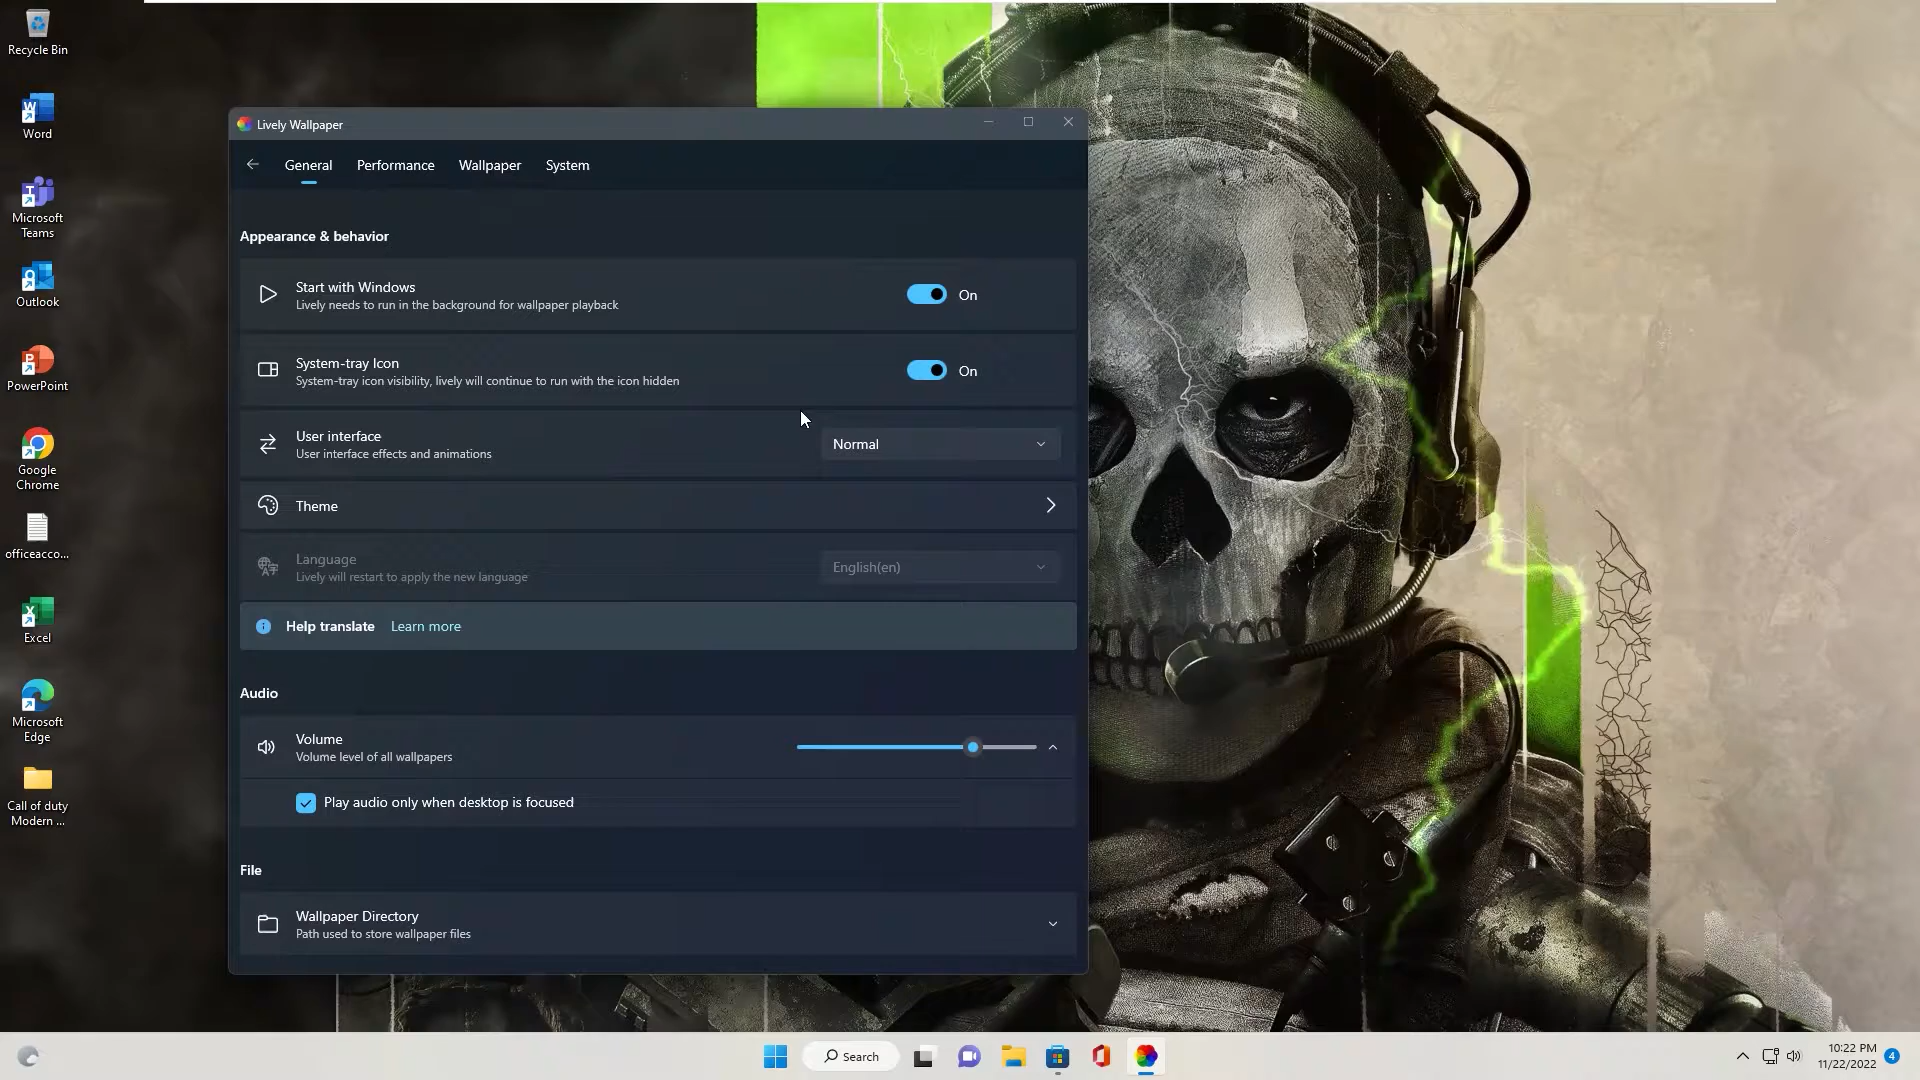 Recycle Bin
Word
Microsoft
Teams
Outlook
PowerPoint
Google
Chrome
officeacco...
Excel
Microsoft
Edge
Call of duty
Modern ...
Lively Wallpaper
General Performance Wallpaper System
Appearance & behavior
Start with Windows
Lively needs to run in the background for wallpaper playback
On
System-tray Icon
System-tray icon visibility, lively will continue to run with the icon hidden
On
User interface
User interface effects and animations
Normal
Theme
Language
Lively will restart to apply the new language
English(en)
Help translate Learn more
Audio
Volume
Volume level of all wallpapers
Play audio only when desktop is focused
File
Wallpaper Directory
Path used to store wallpaper files
Search
10:22 PM
11/22/2022
4